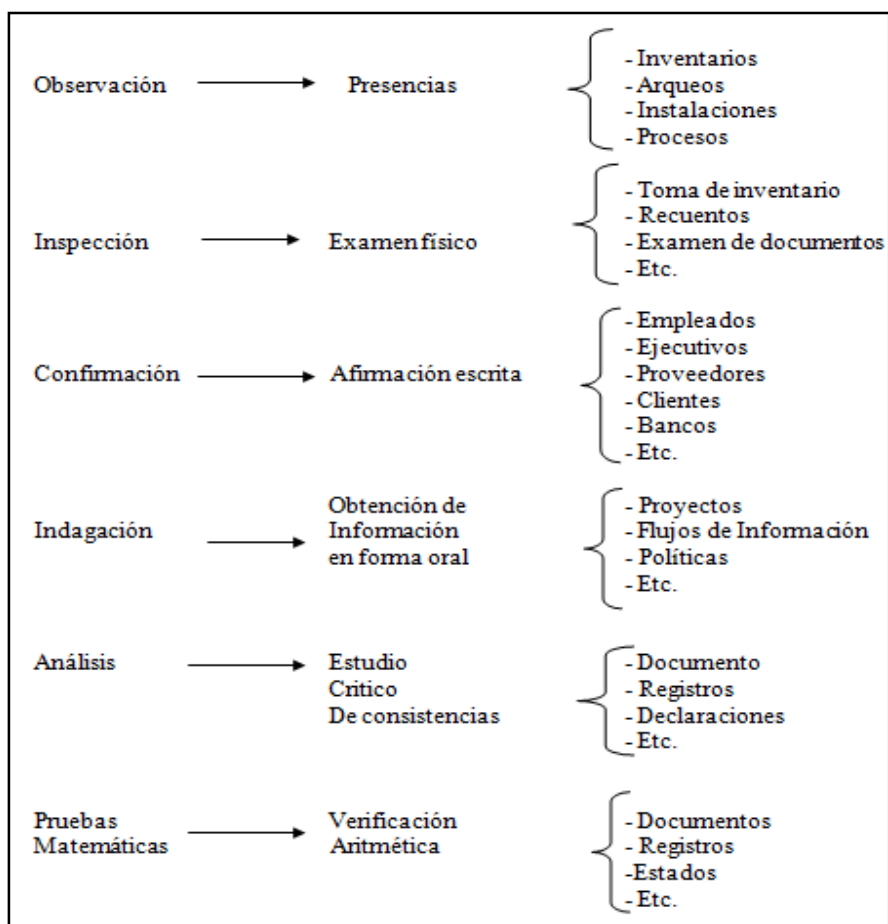 Observación
Presencias
- Inventarios
- Arqueos
- Instalaciones
- Procesos
Inspección
Examen físico
- Toma de inventario
- Recuentos
- Examen de documentos
- Etc.
Confirmación
Afirmación escrita
- Empleados
- Ejecutivos
- Proveedores
- Clientes
- Bancos
- Etc.
Indagación
Obtención de
Información
en forma oral
- Proyectos
- Flujos de Información
- Políticas
- Etc.
Análisis
Estudio
Critico
De consistencias
- Documento
- Registros
- Declaraciones
- Etc.
Pruebas
Matemáticas
Verificación
Aritmética
- Documentos
- Registros
-Estados
- Etc.